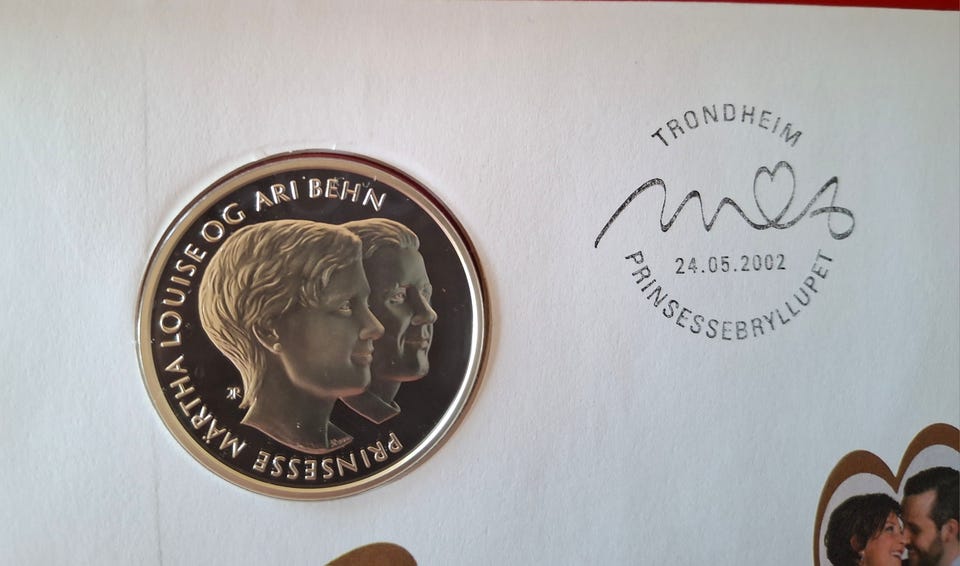 PRINSESSE MÄRTHA LOUISE OG ARI BEHN
TRONDHEIM
24.05.2002
PRINSESSEBRYLLUPET